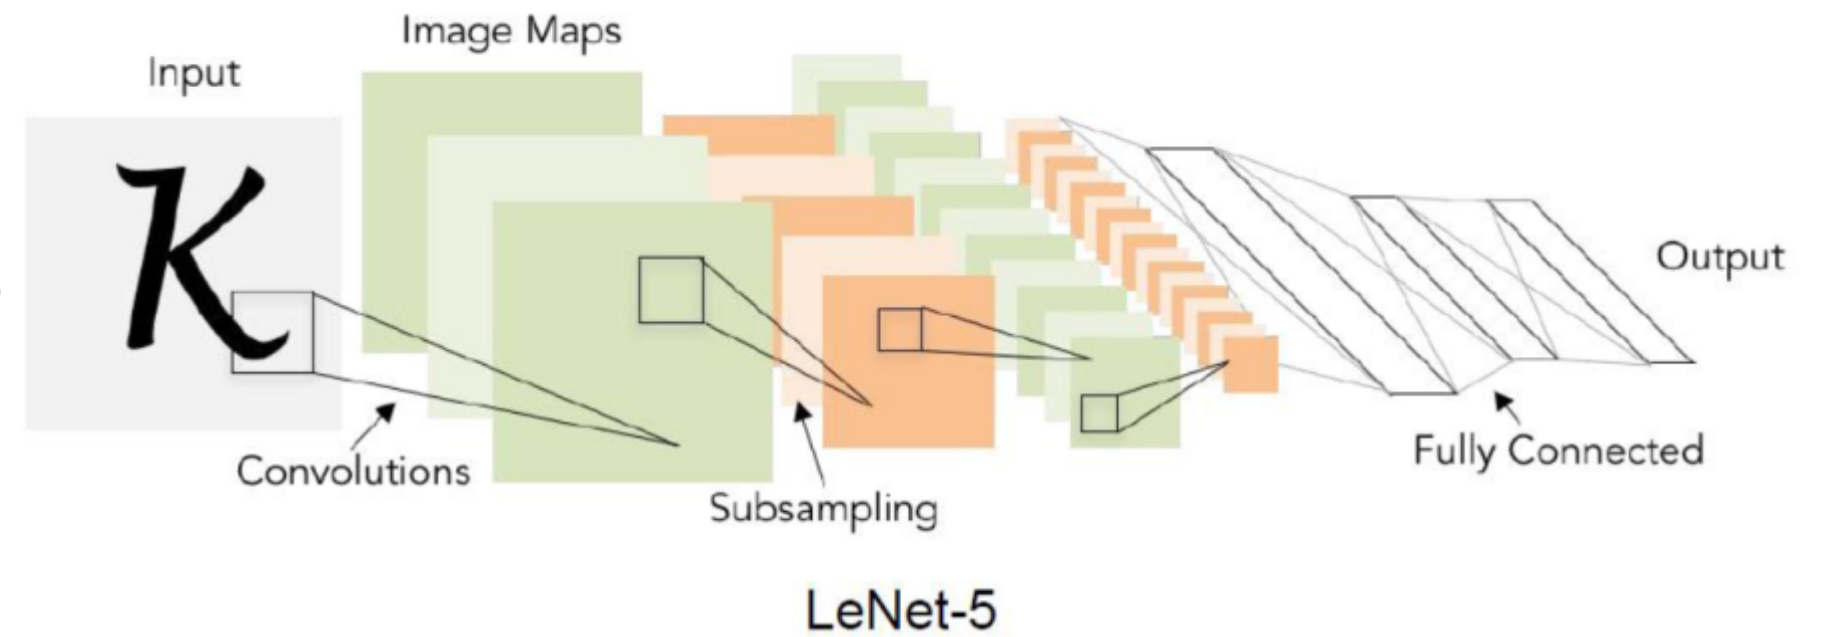 Image Maps
Input
K
Output
Convolutions
Fully Connected
Subsampling
LeNet-5